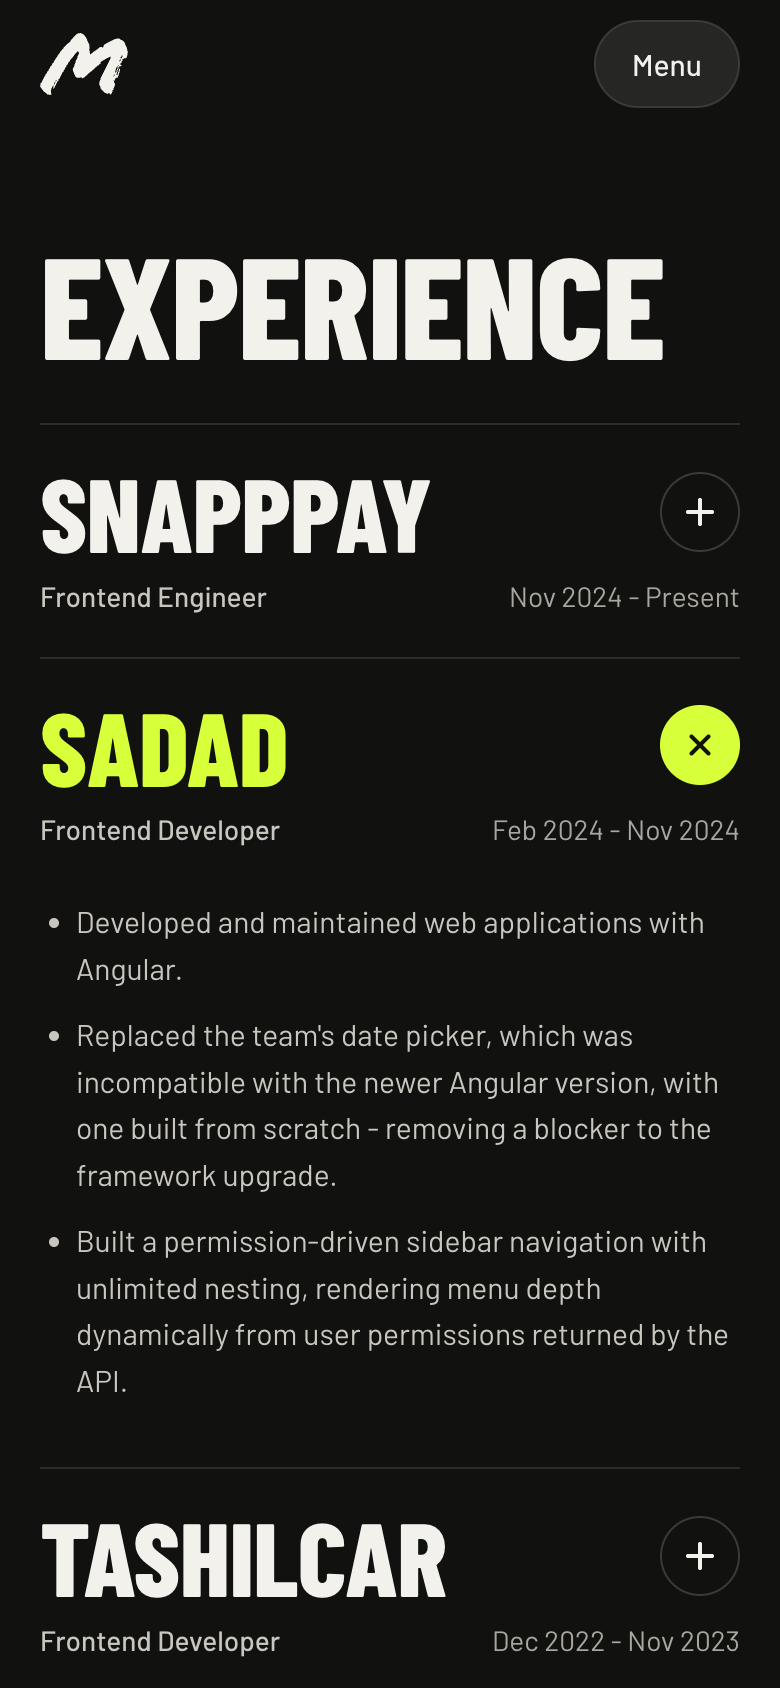 M
Menu
EXPERIENCE
SNAPPPAY
Frontend Engineer
Nov 2024 - Present
SADAD
Frontend Developer
Feb 2024 - Nov 2024
• Developed and maintained web applications with
Angular.
• Replaced the team's date picker, which was
incompatible with the newer Angular version, with
one built from scratch - removing a blocker to the
framework upgrade.
• Built a permission-driven sidebar navigation with
unlimited nesting, rendering menu depth
dynamically from user permissions returned by the
API.
TASHILCAR
Frontend Developer
Dec 2022 - Nov 2023